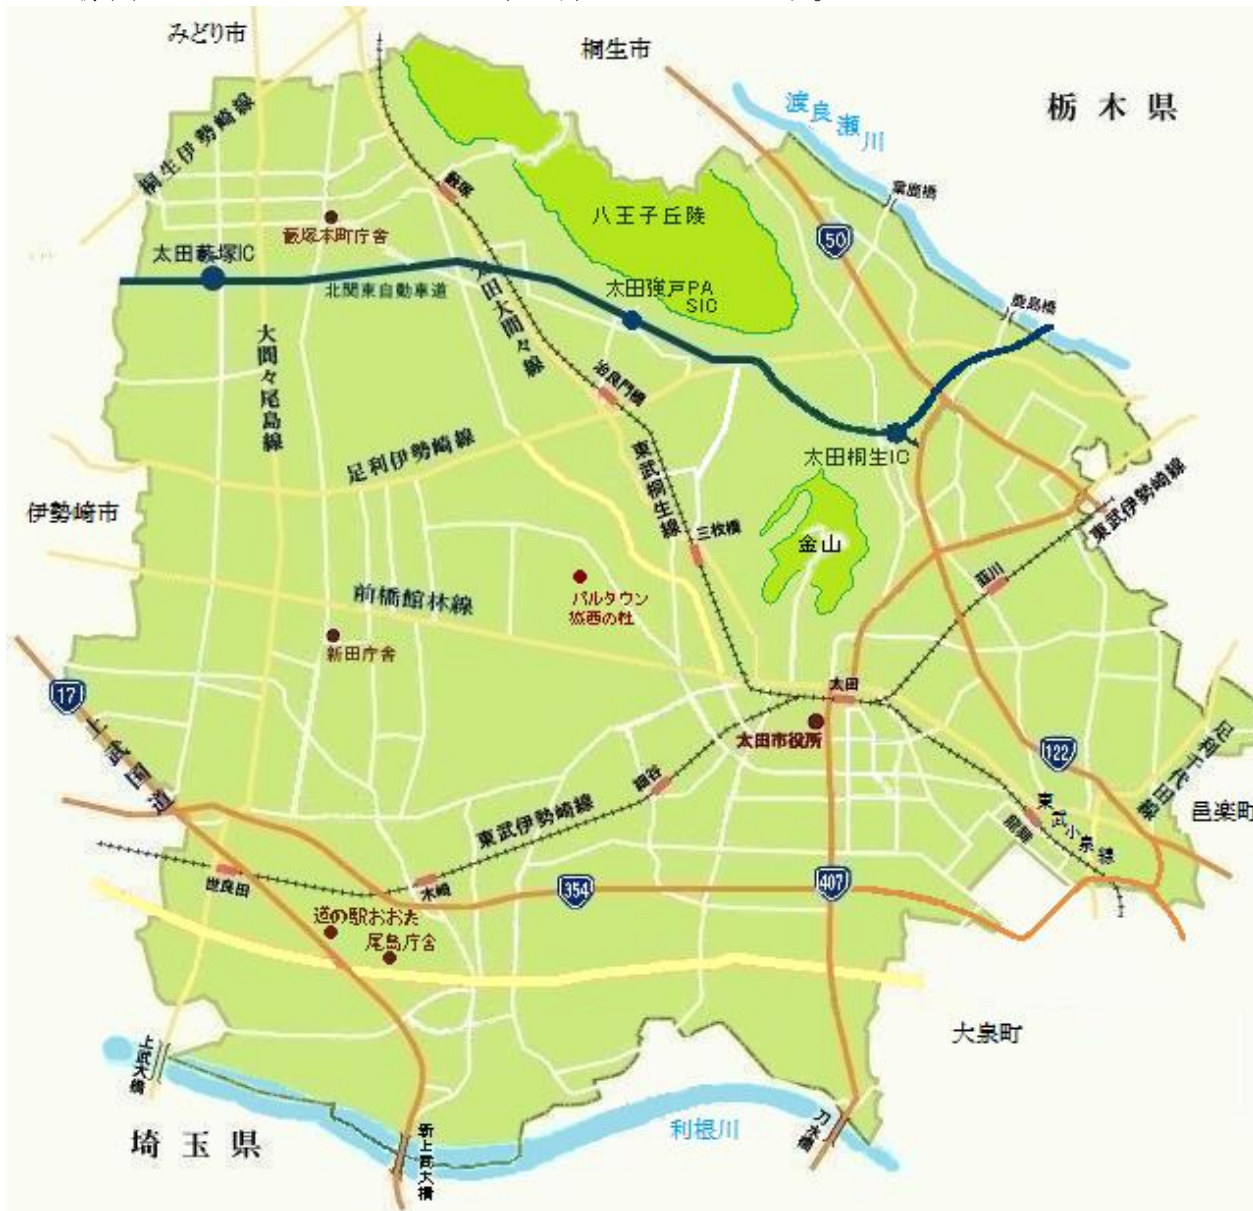 みどり市
桐生市
栃木県
渡良瀬川
桐生伊勢崎線
藪塚
葉鹿橋
八王子丘陵
藪塚本町庁舎
50
太田藪塚IC
北関東自動車道
太田強戸PA
SIC
鹿島橋
太田大間々線
大間々尾島線
治良門橋
足利伊勢崎線
東武桐生線
太田桐生IC
東武伊勢崎線
伊勢崎市
三枚橋
金山
韮川
パルタウン
城西の杜
前橋館林線
新田庁舎
17
上武国道
太田
太田市役所
122
足利千代田線
細谷
東武伊勢崎線
東武小泉線
竜舞
邑楽町
世良田
木崎
354
407
道の駅おおた
尾島庁舎
大泉町
上武大橋
埼玉県
新上武大橋
利根川
刀水橋